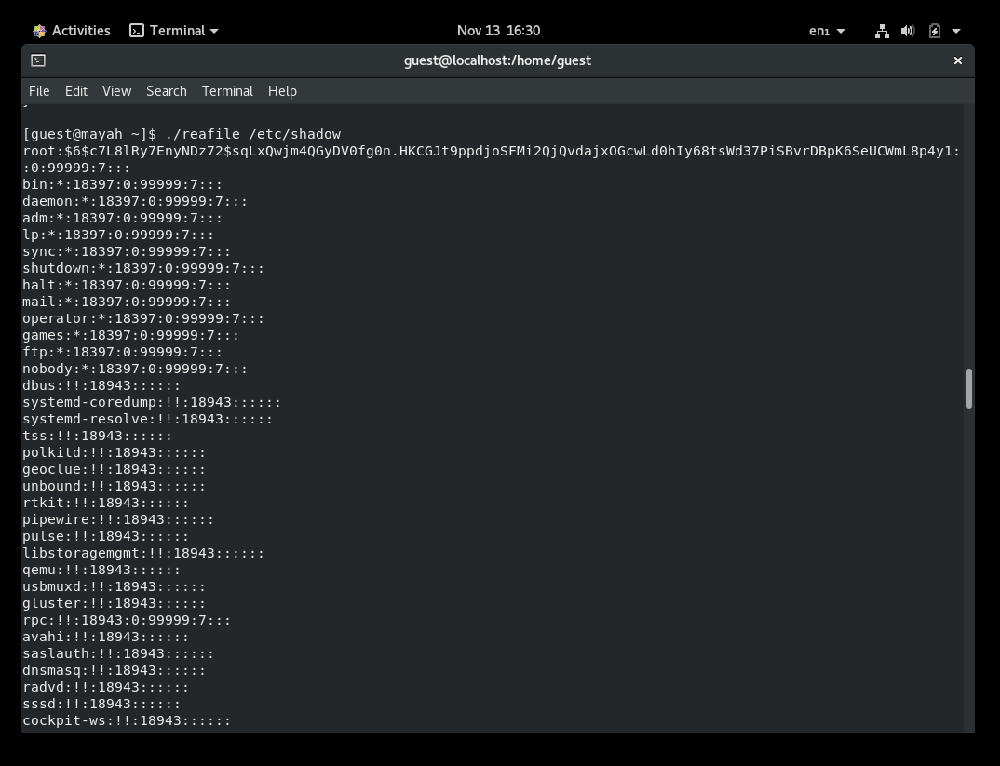 Activities Terminal Nov 13 16:30 en₁
guest@localhost:/home/guest
File Edit View Search Terminal Help
[guest@mayah ~]$ ./reafile /etc/shadow
root:$6$c7L8lRy7EnyNDz72$sqLxQwjm4QGyDV0fg0n.HKCGJt9ppdjoSFMi2QjQvdajxOGcwLd0hIy68tsWd37PiSBvrDBpK6SeUCWmL8p4y1:
:0:99999:7:::
bin:*:18397:0:99999:7:::
daemon:*:18397:0:99999:7:::
adm:*:18397:0:99999:7:::
lp:*:18397:0:99999:7:::
sync:*:18397:0:99999:7:::
shutdown:*:18397:0:99999:7:::
halt:*:18397:0:99999:7:::
mail:*:18397:0:99999:7:::
operator:*:18397:0:99999:7:::
games:*:18397:0:99999:7:::
ftp:*:18397:0:99999:7:::
nobody:*:18397:0:99999:7:::
dbus:!!:18943::::::
systemd-coredump:!!:18943::::::
systemd-resolve:!!:18943::::::
tss:!!:18943::::::
polkitd:!!:18943::::::
geoclue:!!:18943::::::
unbound:!!:18943::::::
rtkit:!!:18943::::::
pipewire:!!:18943::::::
pulse:!!:18943::::::
libstoragemgmt:!!:18943::::::
qemu:!!:18943::::::
usbmuxd:!!:18943::::::
gluster:!!:18943::::::
rpc:!!:18943:0:99999:7:::
avahi:!!:18943::::::
saslauth:!!:18943::::::
dnsmasq:!!:18943::::::
radvd:!!:18943::::::
sssd:!!:18943::::::
cockpit-ws:!!:18943::::::